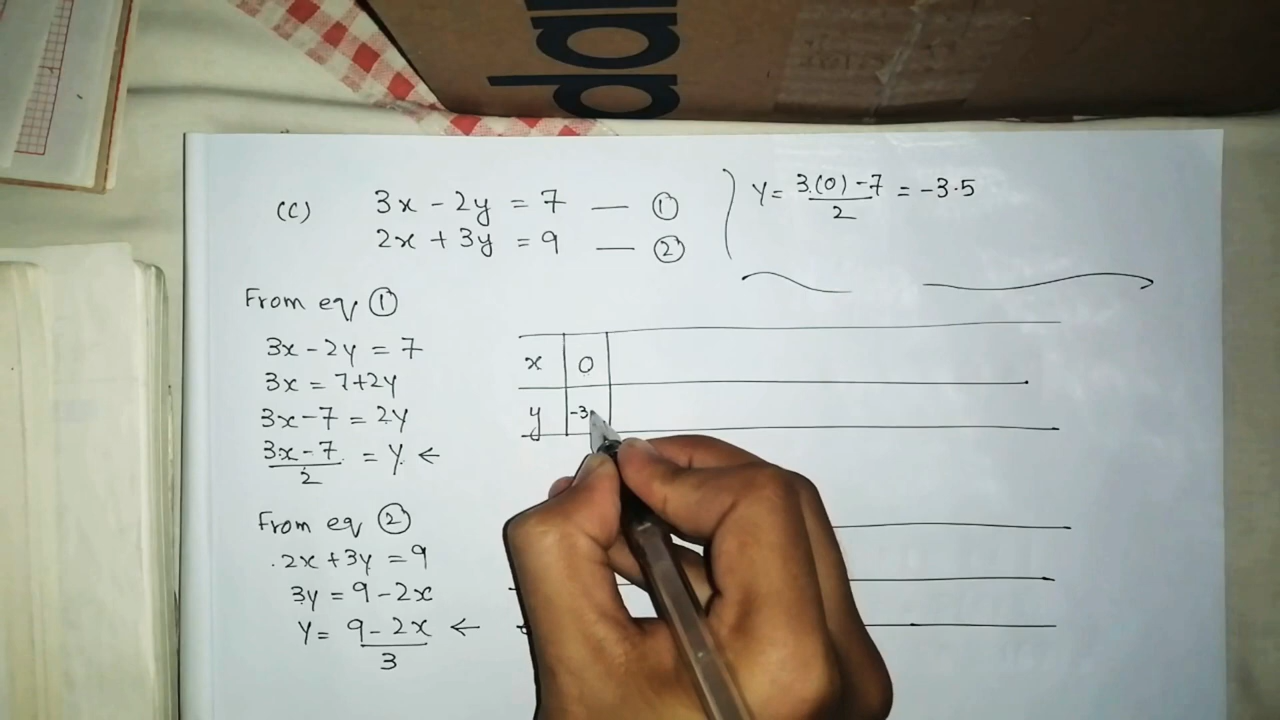 (C) 3x - 2y = 7 — ①
2x + 3y = 9 — ②
Y = 3.(0) - 7 / 2 = -3.5
From eq ①
3x - 2y = 7
3x = 7+2y
3x - 7 = 2y
3x - 7 / 2 = y ←
x 0
y -3
From eq ②
2x + 3y = 9
3y = 9 - 2x
Y = 9 - 2x / 3 ←